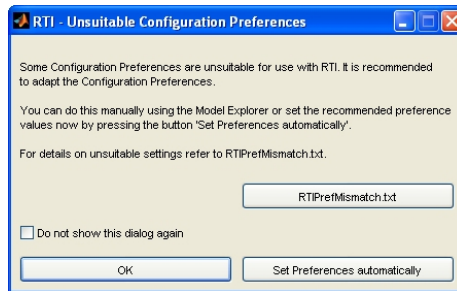 RTI - Unsuitable Configuration Preferences
Some Configuration Preferences are unsuitable for use with RTI. It is recommended
to adapt the Configuration Preferences.
You can do this manually using the Model Explorer or set the recommended preference
values now by pressing the button 'Set Preferences automatically'.
For details on unsuitable settings refer to RTIPrefMismatch.txt.
RTIPrefMismatch.txt
Do not show this dialog again
OK
Set Preferences automatically